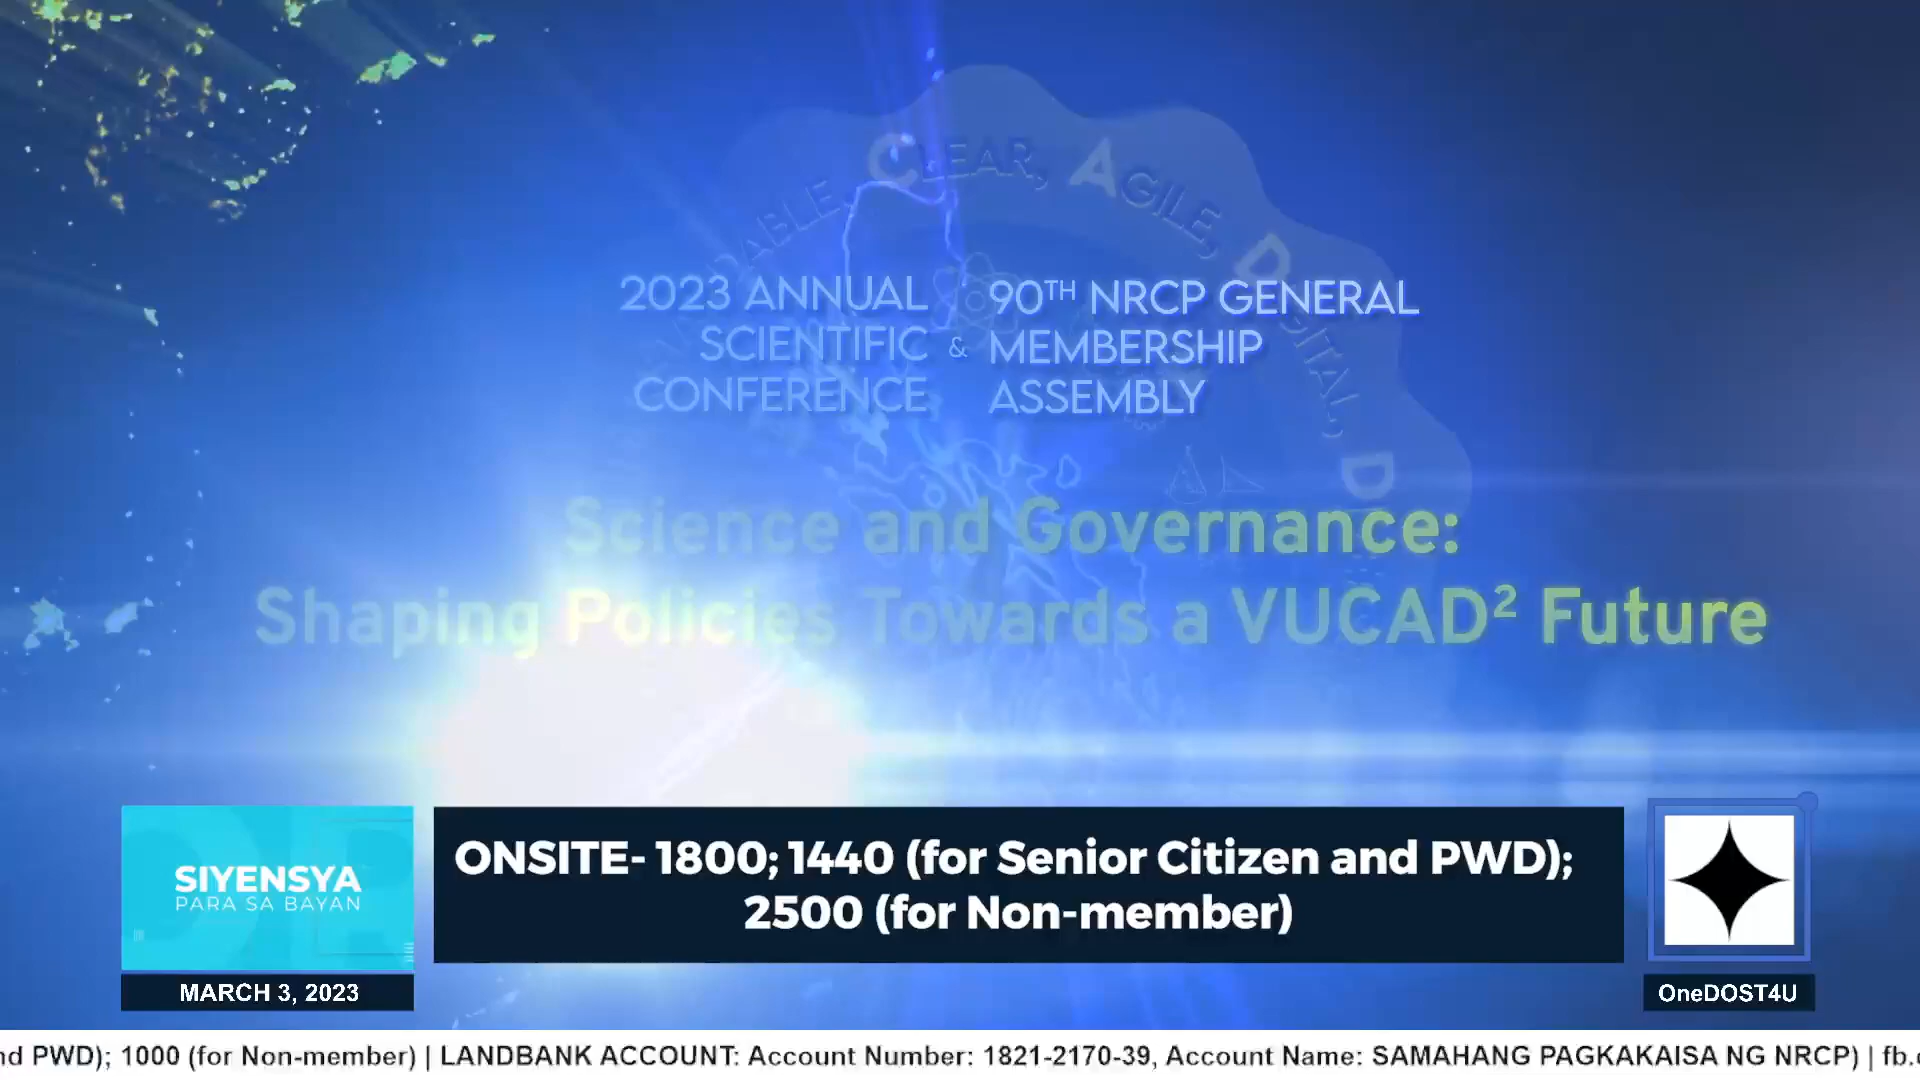 CLEAR, AGILE, DIGITAL, D
2023 ANNUAL
SCIENTIFIC
CONFERENCE
&
90TH NRCP GENERAL
MEMBERSHIP
ASSEMBLY
Science and Governance:
Shaping Policies Towards a VUCAD² Future
SIYENSYA
PARA SA BAYAN
MARCH 3, 2023
ONSITE- 1800; 1440 (for Senior Citizen and PWD);
2500 (for Non-member)
OneDOST4U
nd PWD); 1000 (for Non-member) | LANDBANK ACCOUNT: Account Number: 1821-2170-39, Account Name: SAMAHANG PAGKAKAISA NG NRCP) | fb.